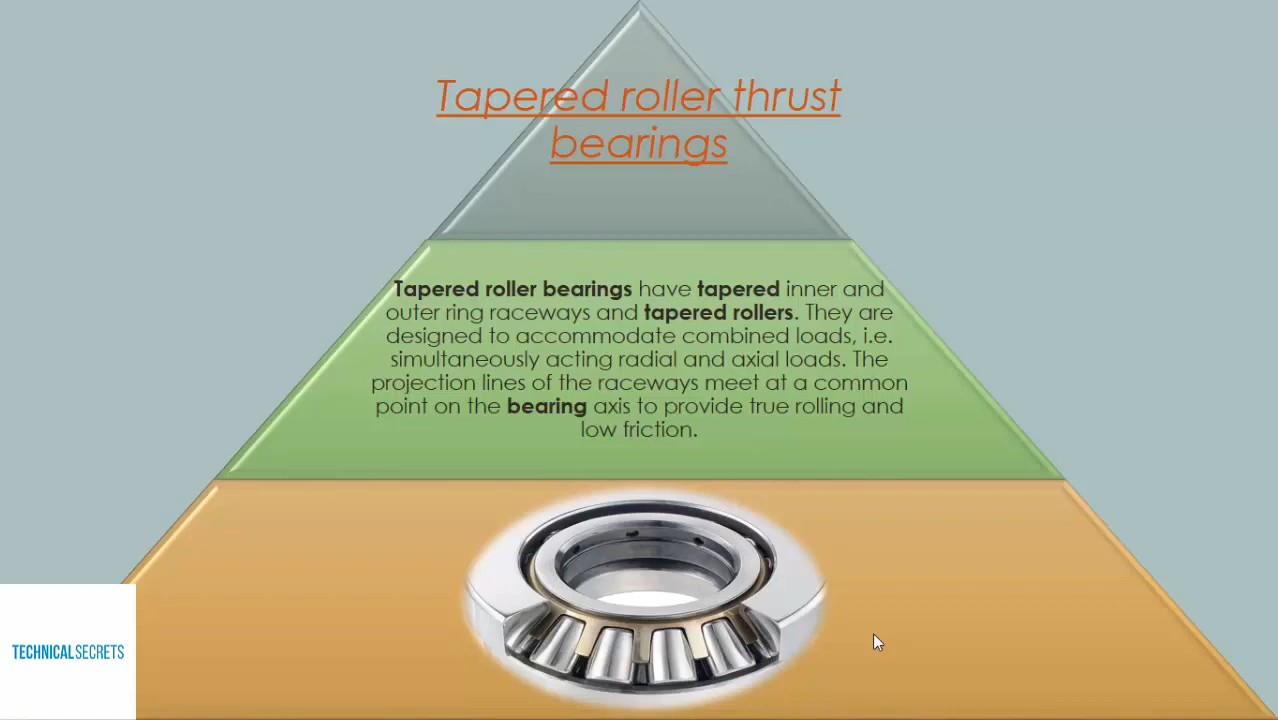 Tapered roller thrust
bearings
Tapered roller bearings have tapered inner and
outer ring raceways and tapered rollers. They are
designed to accommodate combined loads, i.e.
simultaneously acting radial and axial loads. The
projection lines of the raceways meet at a common
point on the bearing axis to provide true rolling and
low friction.
TECHNICALSECRETS